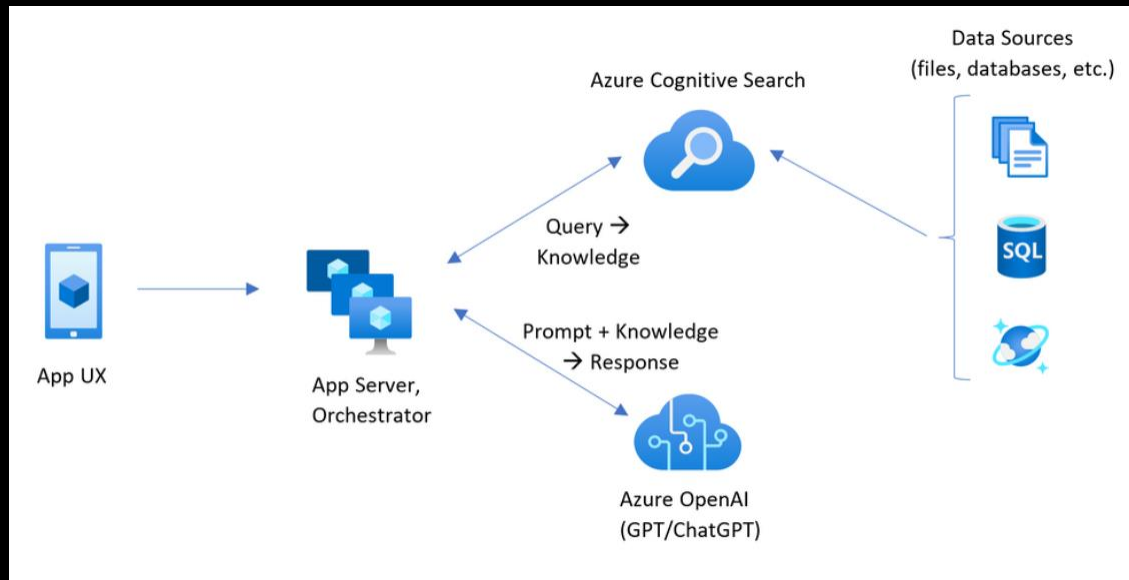 Data Sources
(files, databases, etc.)
Azure Cognitive Search
Query →
Knowledge
SQL
Prompt + Knowledge
→ Response
App UX
App Server,
Orchestrator
Azure OpenAI
(GPT/ChatGPT)